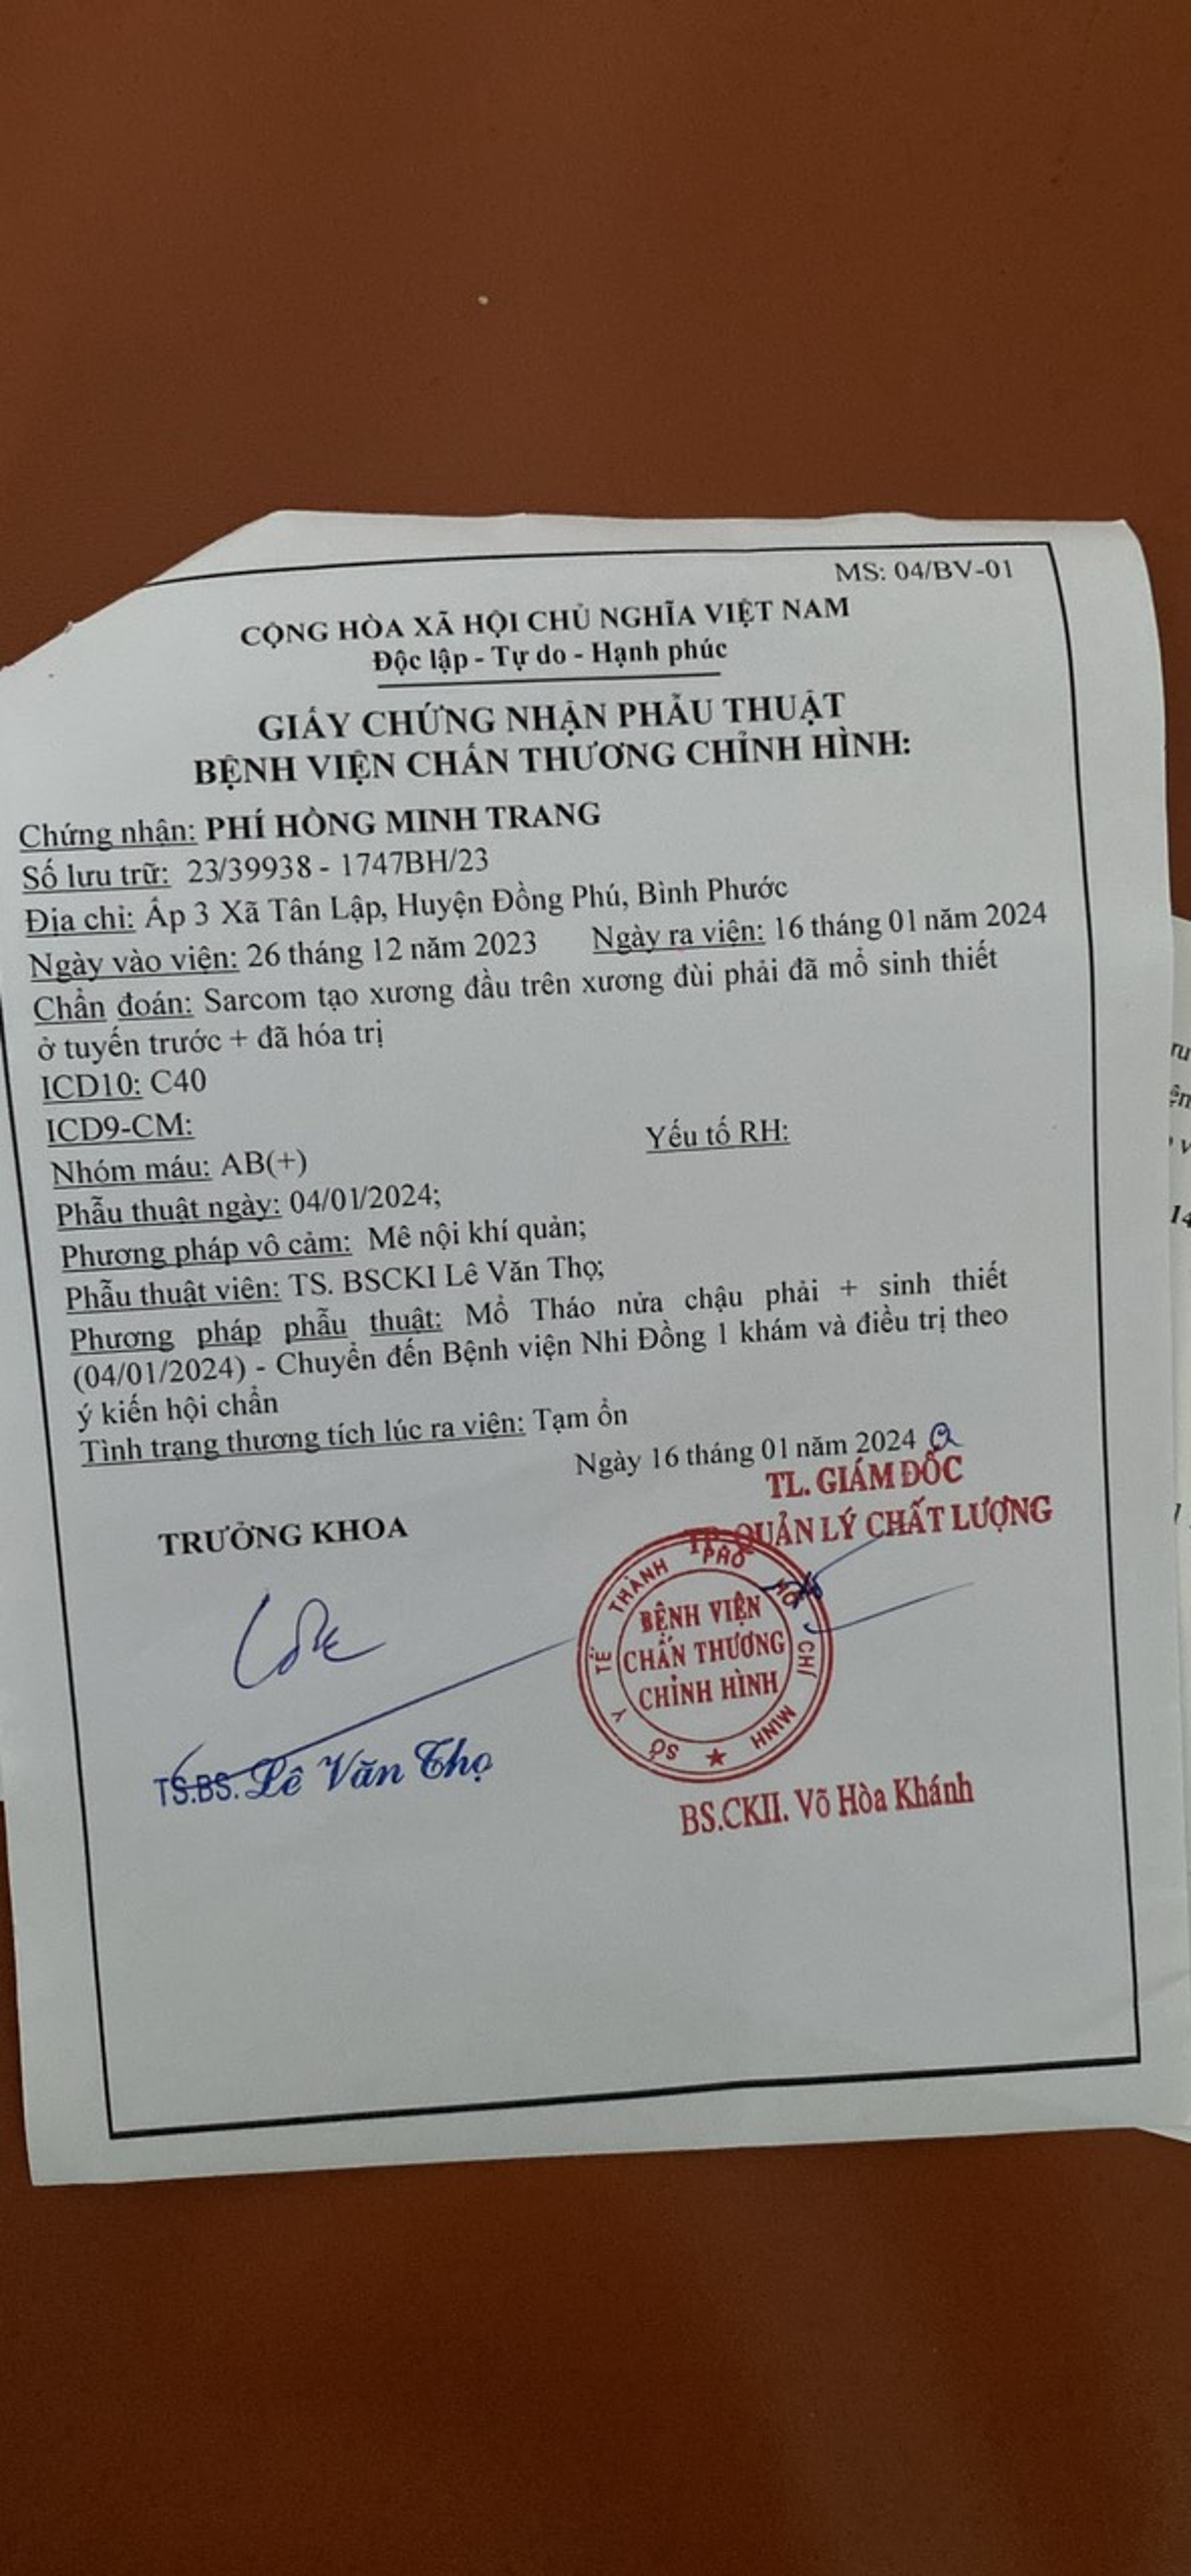 MS: 04/BV-01
CỘNG HÒA XÃ HỘI CHỦ NGHĨA VIỆT NAM
Độc lập - Tự do - Hạnh phúc
GIẤY CHỨNG NHẬN PHẪU THUẬT
BỆNH VIỆN CHẤN THƯƠNG CHỈNH HÌNH:
Chứng nhận: PHÍ HỒNG MINH TRANG
Số lưu trữ: 23/39938 - 1747BH/23
Địa chỉ: Ấp 3 Xã Tân Lập, Huyện Đồng Phú, Bình Phước
Ngày vào viện: 26 tháng 12 năm 2023 Ngày ra viện: 16 tháng 01 năm 2024
Chẩn đoán: Sarcom tạo xương đầu trên xương đùi phải đã mổ sinh thiết
ở tuyến trước + đã hóa trị
ICD10: C40
ICD9-CM:
Nhóm máu: AB(+) Yếu tố RH:
Phẫu thuật ngày: 04/01/2024;
Phương pháp vô cảm: Mê nội khí quản;
Phẫu thuật viên: TS. BSCKI Lê Văn Thọ;
Phương pháp phẫu thuật: Mổ Tháo nửa chậu phải + sinh thiết
(04/01/2024) - Chuyển đến Bệnh viện Nhi Đồng 1 khám và điều trị theo
ý kiến hội chẩn
Tình trạng thương tích lúc ra viện: Tạm ổn
Ngày 16 tháng 01 năm 2024
TL. GIÁM ĐỐC
TRƯỞNG KHOA
TP. QUẢN LÝ CHẤT LƯỢNG
SỞ Y TẾ THÀNH PHỐ HỒ CHÍ MINH
BỆNH VIỆN
CHẤN THƯƠNG
CHỈNH HÌNH
TS.BS. Lê Văn Thọ
BS.CKII. Võ Hòa Khánh